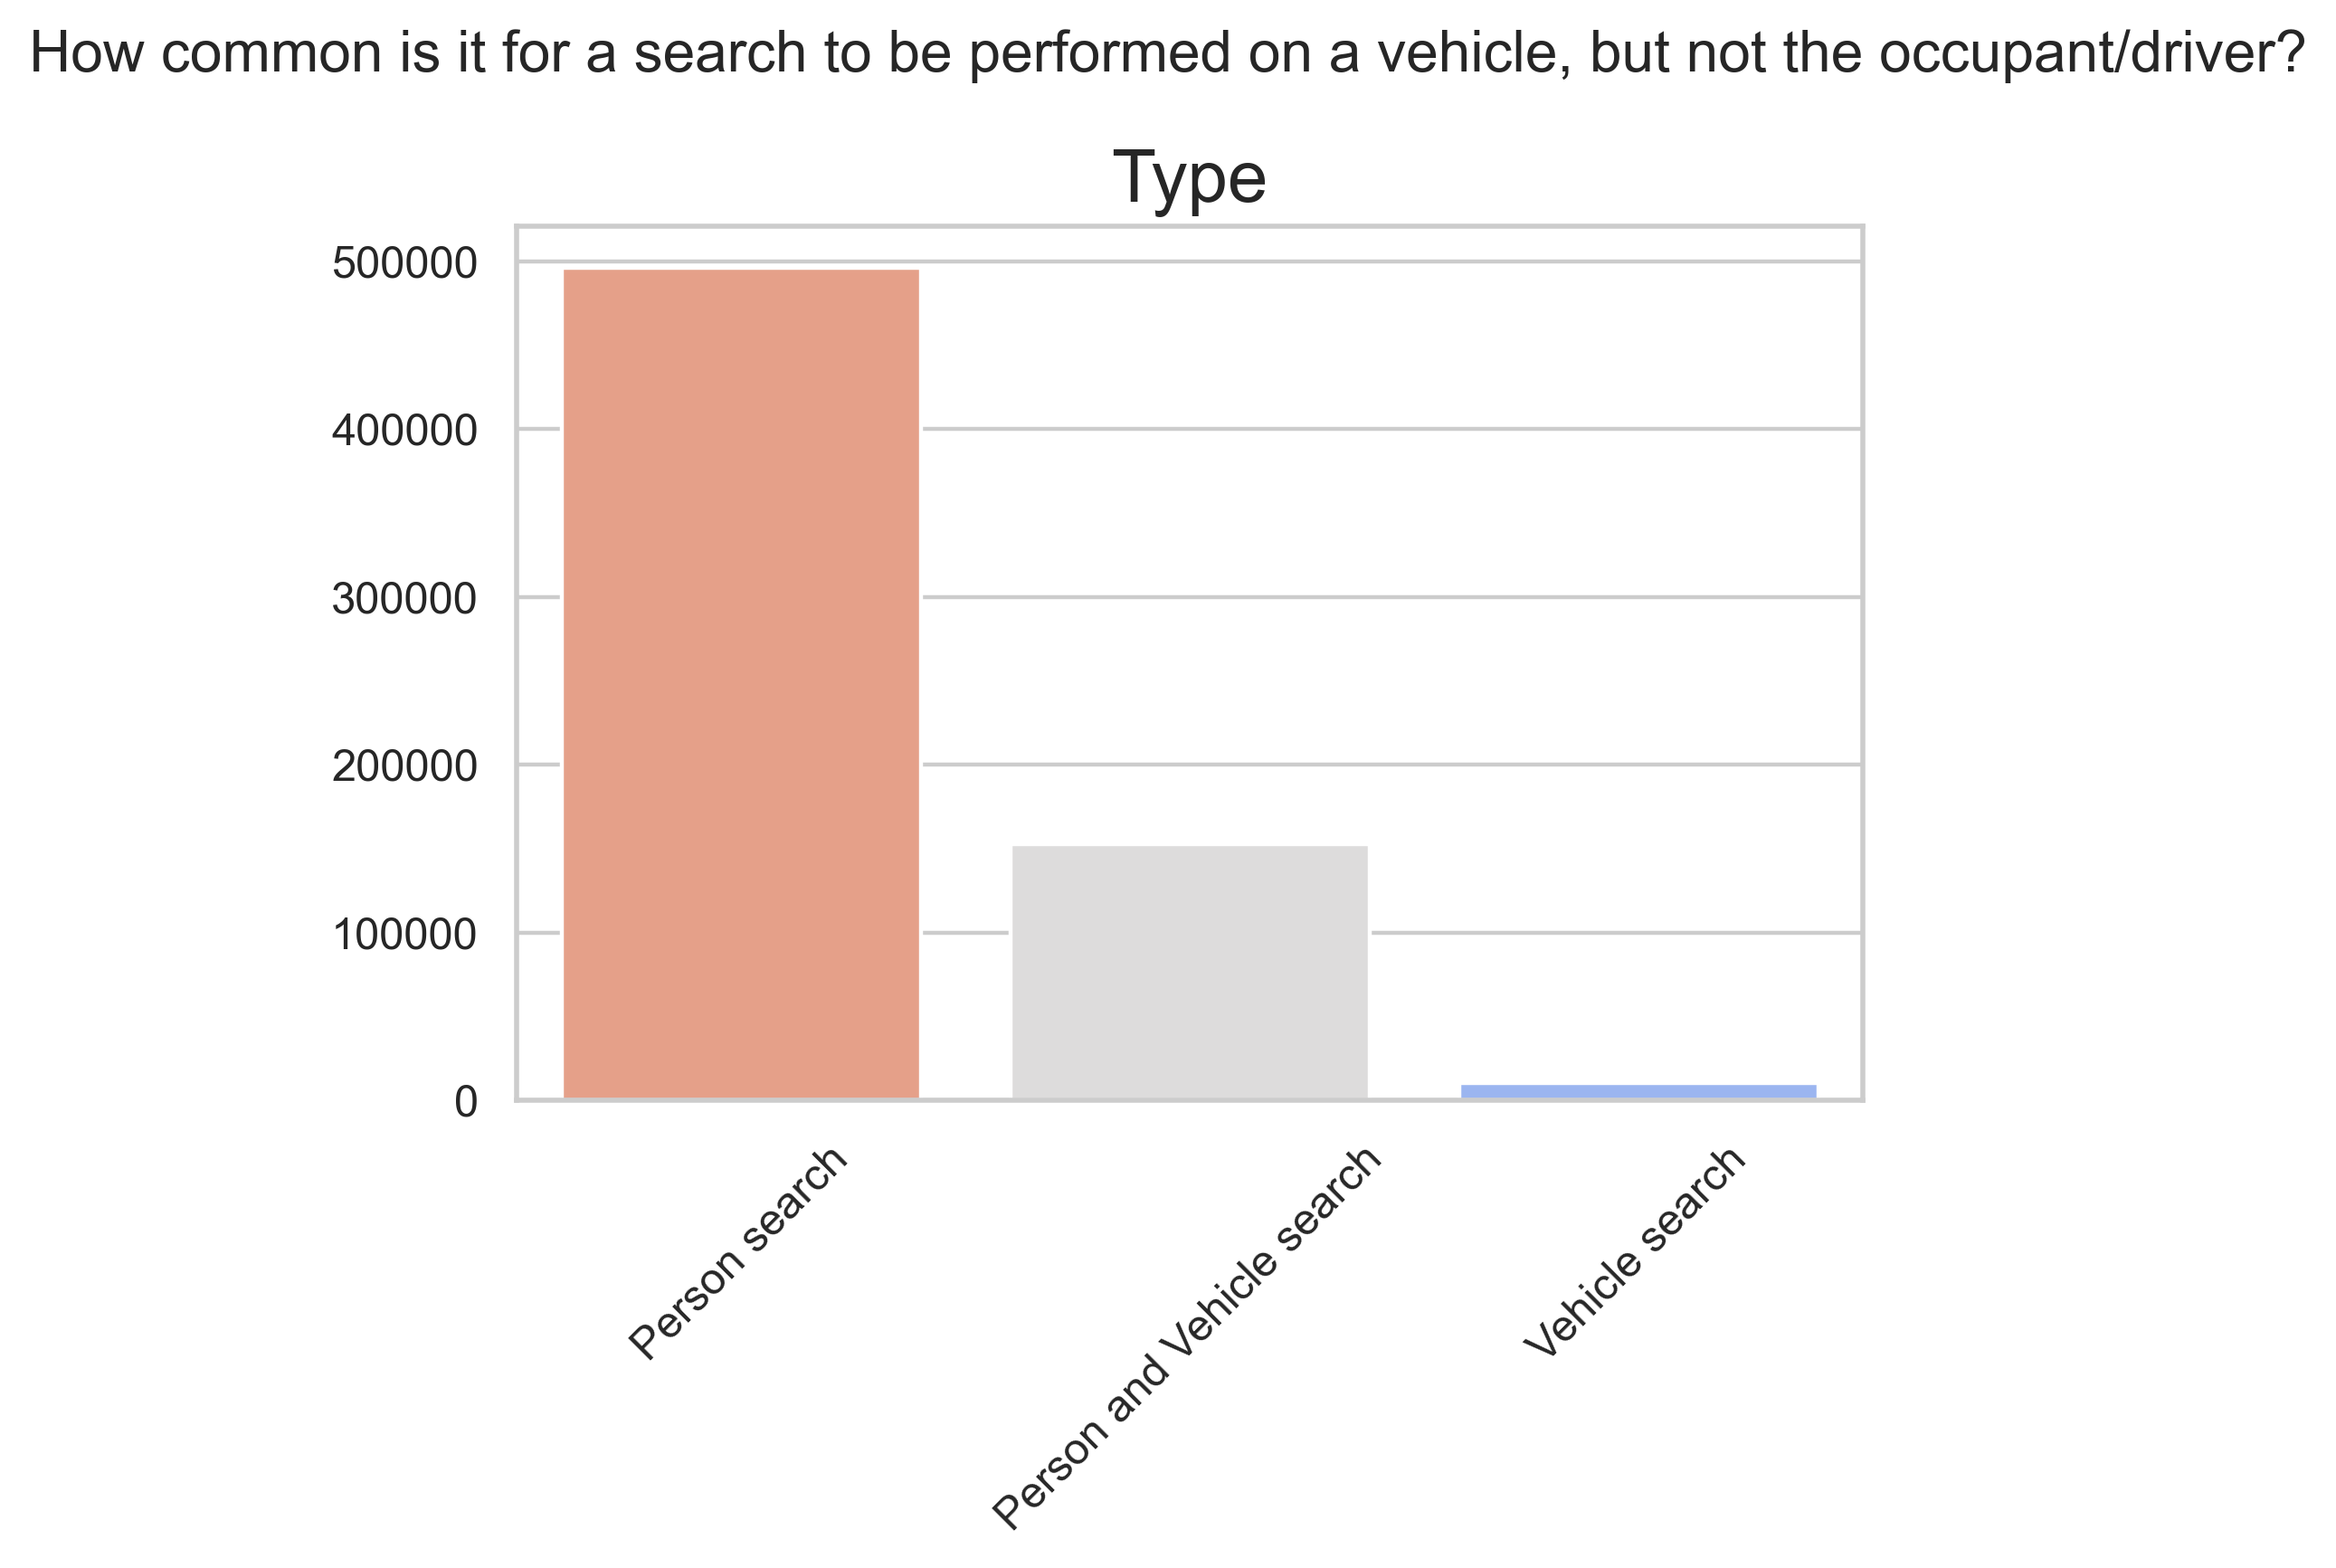 How common is it for a search to be performed on a vehicle, but not the occupant/driver?
Type
500000
400000
300000
200000
100000
0
Person search
Person and Vehicle search
Vehicle search